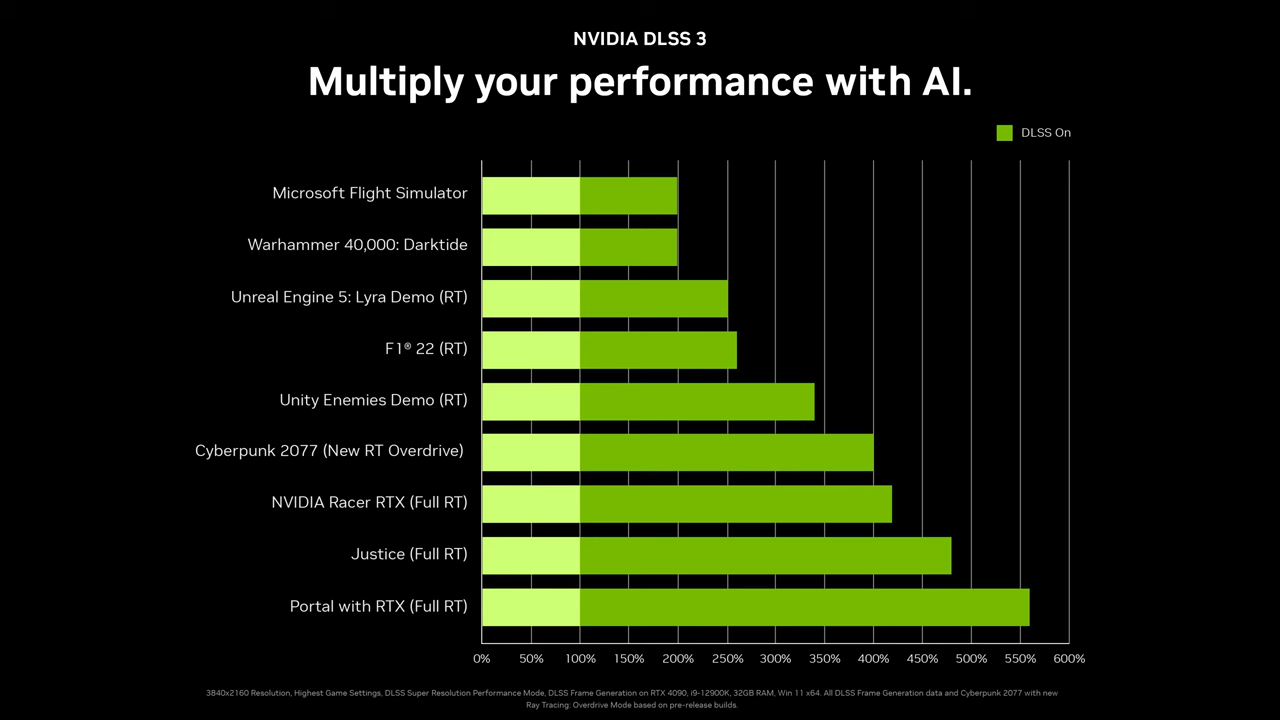 NVIDIA DLSS 3
Multiply your performance with AI.
DLSS On
Microsoft Flight Simulator
Warhammer 40,000: Darktide
Unreal Engine 5: Lyra Demo (RT)
F1® 22 (RT)
Unity Enemies Demo (RT)
Cyberpunk 2077 (New RT Overdrive)
NVIDIA Racer RTX (Full RT)
Justice (Full RT)
Portal with RTX (Full RT)
0% 50% 100% 150% 200% 250% 300% 350% 400% 450% 500% 550% 600%
3840x2160 Resolution, Highest Game Settings, DLSS Super Resolution Performance Mode, DLSS Frame Generation on RTX 4090, i9-12900K, 32GB RAM, Win 11 x64. All DLSS Frame Generation data and Cyberpunk 2077 with new
Ray Tracing: Overdrive Mode based on pre-release builds.